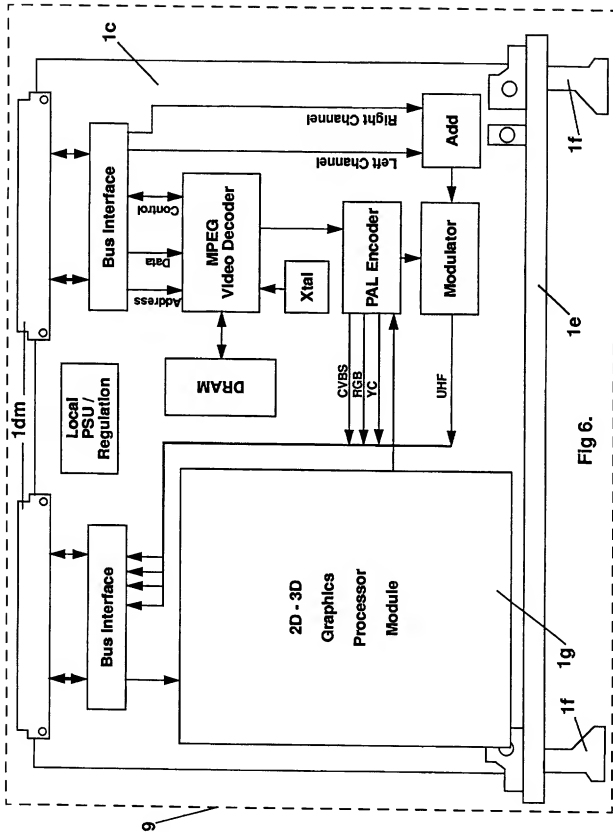 9
1dm
1c
Local
PSU /
Regulation
Bus Interface
Bus Interface
Address
Data
Control
Left Channel
Right Channel
DRAM
MPEG
Video Decoder
Xtal
CVBS
RGB
YC
PAL Encoder
Add
UHF
Modulator
2D - 3D
Graphics
Processor
Module
1g
1f
1e
1f
Fig 6.